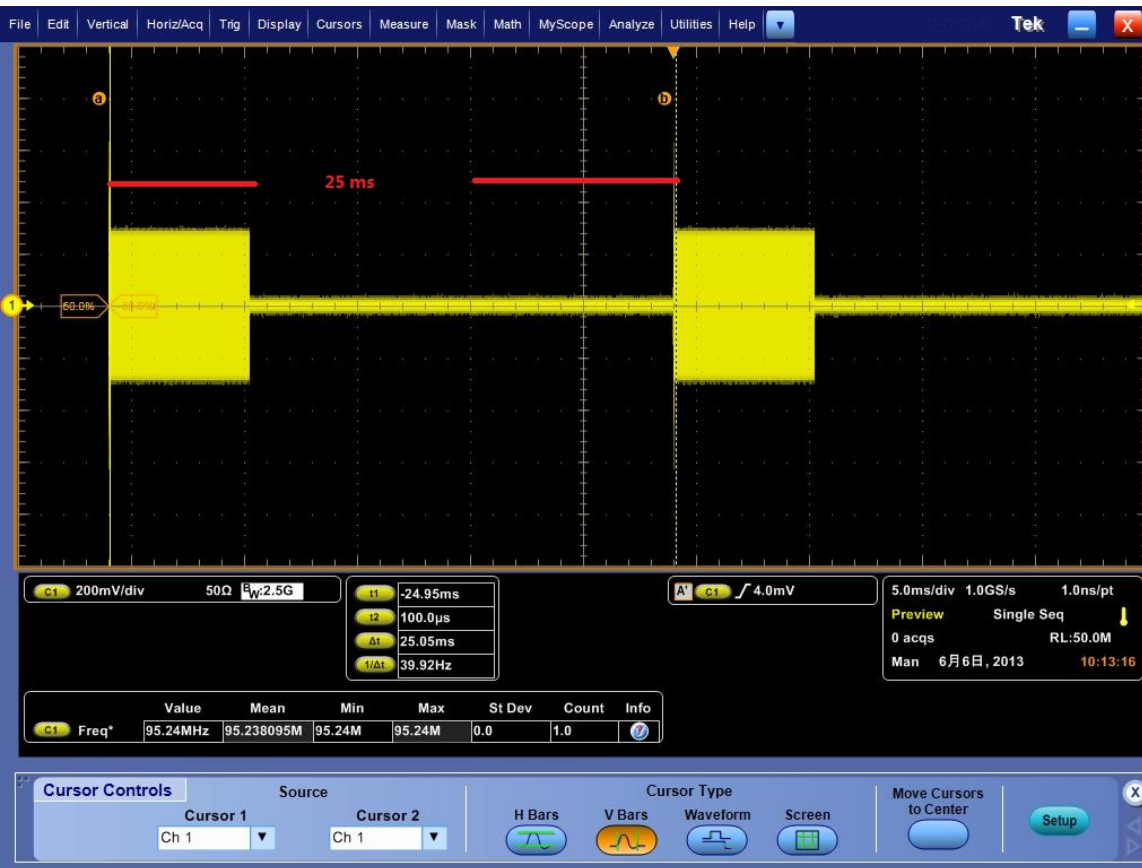 File Edit Vertical Horiz/Acq Trig Display Cursors Measure Mask Math MyScope Analyze Utilities Help Tek X
a b
25 ms
1 50.0%
C1 200mV/div 50Ω BW:2.5G
t1 -24.95ms
t2 100.0µs
Δt 25.05ms
1/Δt 39.92Hz
A' C1 4.0mV
5.0ms/div 1.0GS/s 1.0ns/pt
Preview Single Seq
0 acqs RL:50.0M
Man 6月6日, 2013 10:13:16
Value Mean Min Max St Dev Count Info
C1 Freq* 95.24MHz 95.238095M 95.24M 95.24M 0.0 1.0
Cursor Controls Source Cursor Type Move Cursors X
to Center
Cursor 1 Cursor 2 H Bars V Bars Waveform Screen
Ch 1 Ch 1 Setup